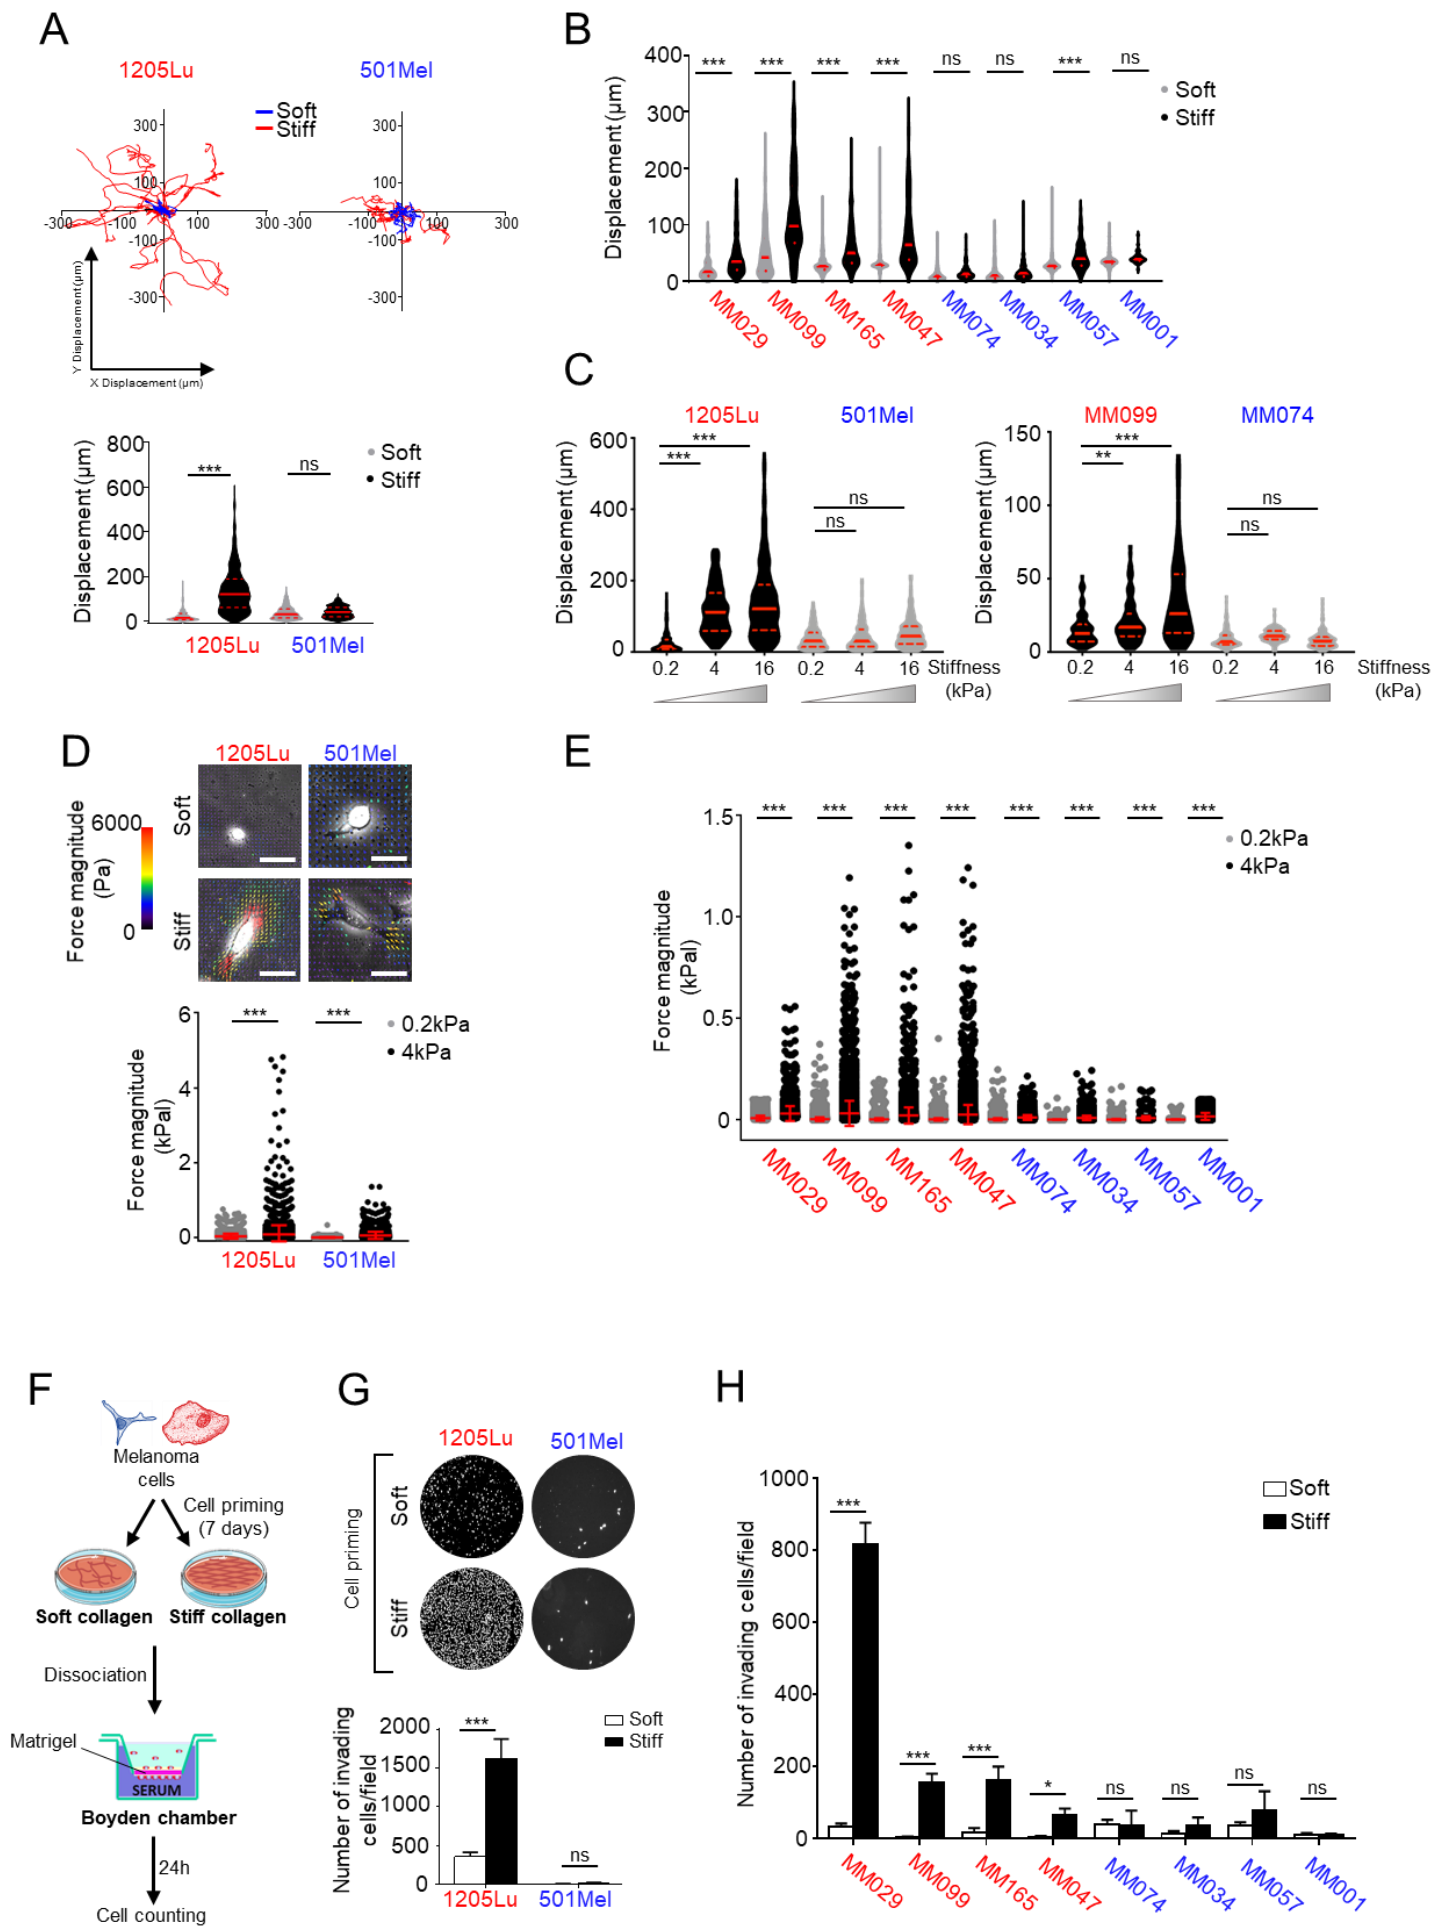 A
1205Lu
501Mel
Soft
Stiff
300
100
-300
-100
100
300
-100
-300
300
100
-300
-100
100
300
-100
-300
Y Displacement (µm)
X Displacement (µm)
Displacement (µm)
800
600
400
200
0
***
ns
Soft
Stiff
1205Lu
501Mel
B
Displacement (µm)
400
300
200
100
0
***
***
***
***
ns
ns
***
ns
Soft
Stiff
MM029
MM099
MM165
MM047
MM074
MM034
MM057
MM001
C
1205Lu
501Mel
Displacement (µm)
600
400
200
0
***
***
ns
ns
0.2
4
16
0.2
4
16
Stiffness
(kPa)
MM099
MM074
Displacement (µm)
150
100
50
0
***
**
ns
ns
0.2
4
16
0.2
4
16
Stiffness
(kPa)
D
1205Lu
501Mel
Force magnitude
(Pa)
6000
0
Soft
Stiff
Force magnitude
(kPal)
6
4
2
0
***
***
0.2kPa
4kPa
1205Lu
501Mel
E
Force magnitude
(kPal)
1.5
1.0
0.5
0
***
***
***
***
***
***
***
***
0.2kPa
4kPa
MM029
MM099
MM165
MM047
MM074
MM034
MM057
MM001
F
Melanoma
cells
Cell priming
(7 days)
Soft collagen
Stiff collagen
Dissociation
Matrigel
SERUM
Boyden chamber
24h
Cell counting
G
1205Lu
501Mel
Cell priming
Soft
Stiff
Number of invading
cells/field
2000
1500
1000
500
0
***
ns
Soft
Stiff
1205Lu
501Mel
H
Number of invading cells/field
1000
800
600
400
200
0
***
***
***
*
ns
ns
ns
ns
Soft
Stiff
MM029
MM099
MM165
MM047
MM074
MM034
MM057
MM001